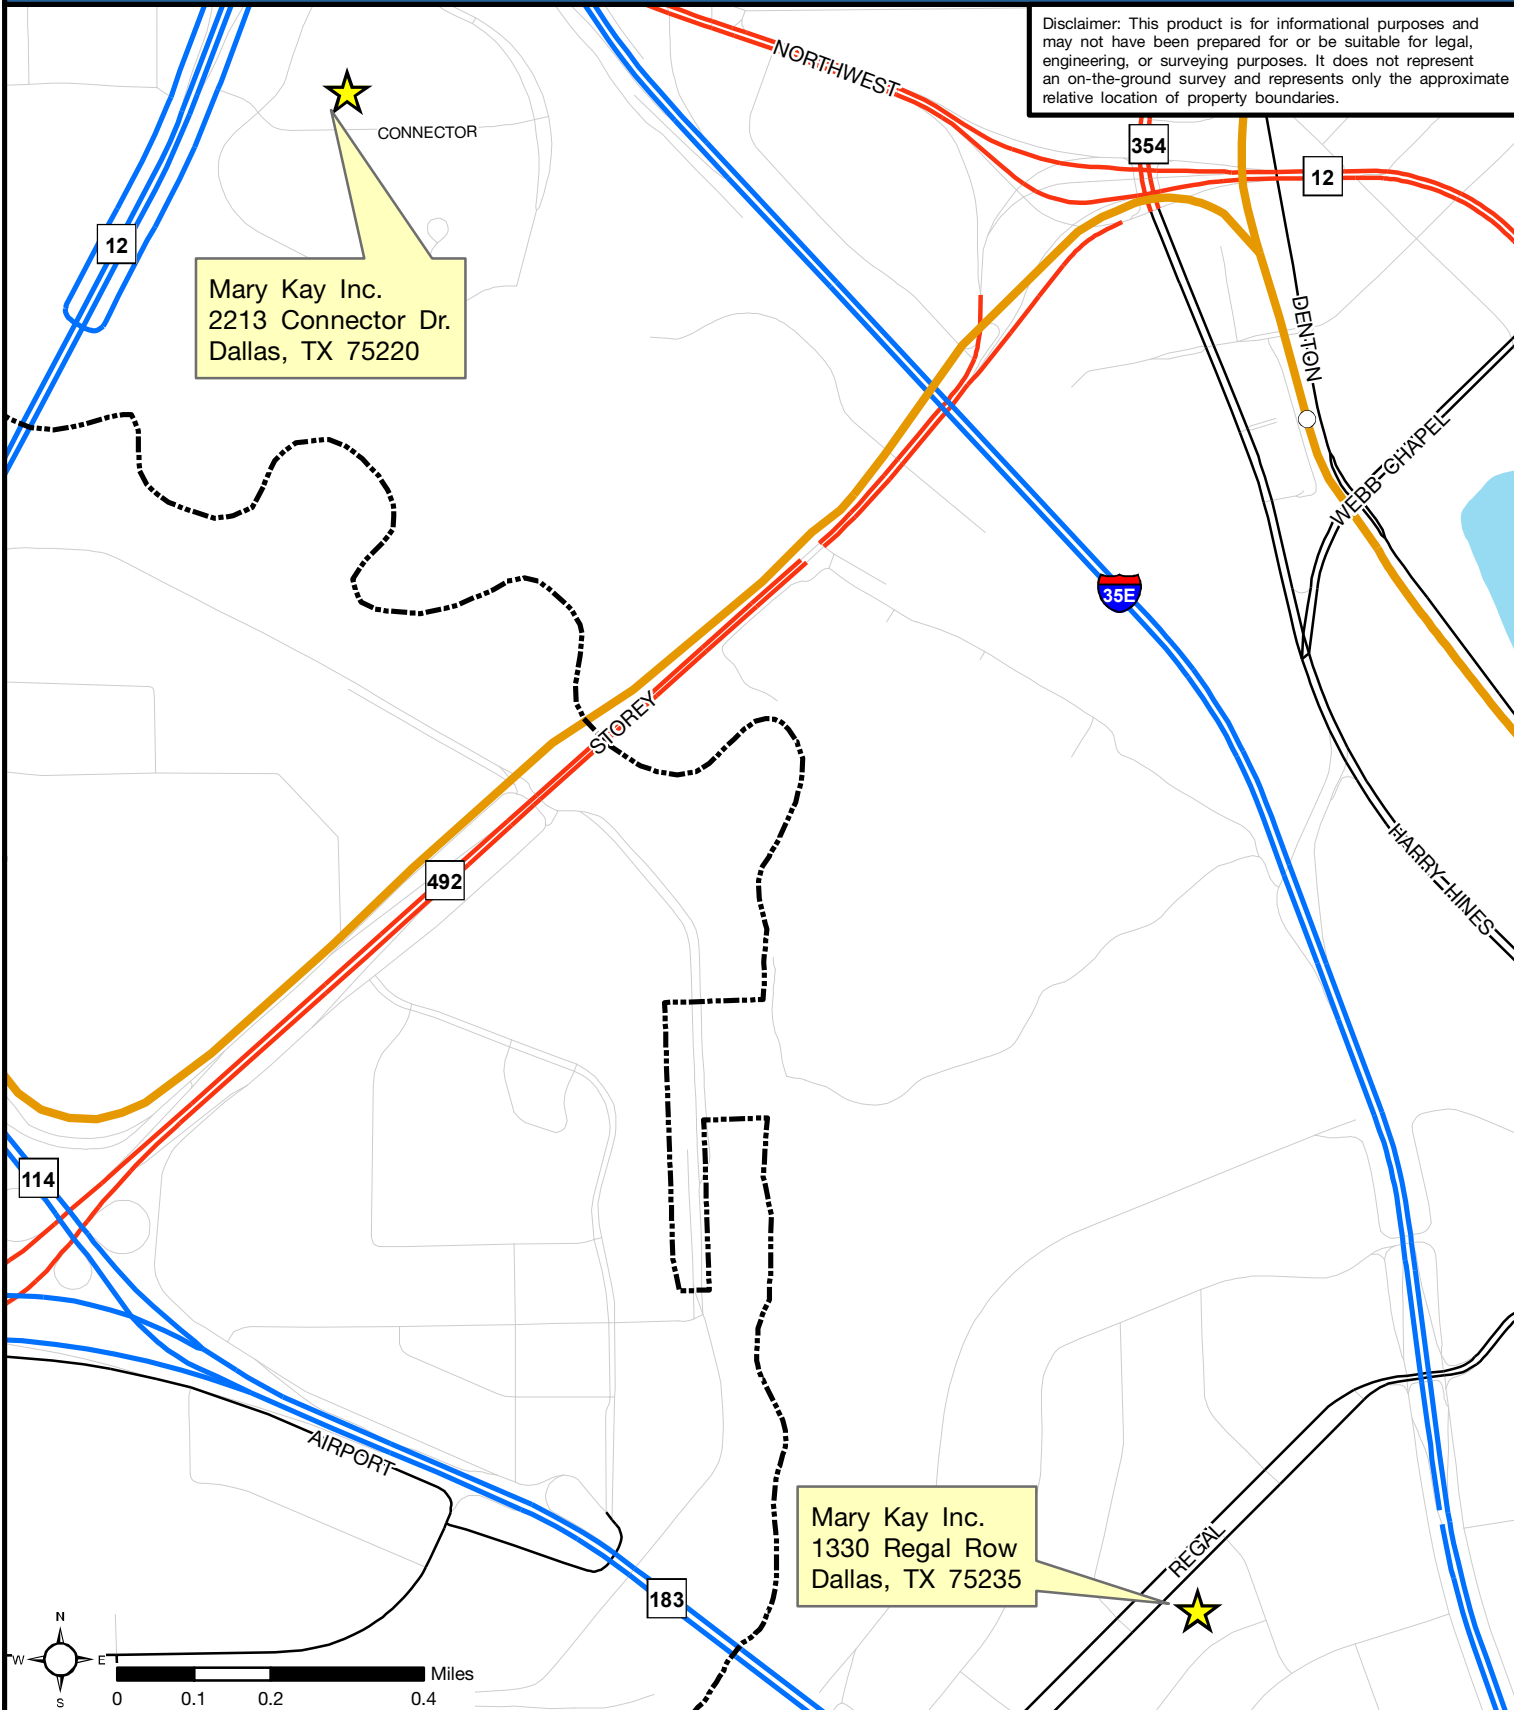 Disclaimer: This product is for informational purposes and
may not have been prepared for or be suitable for legal,
engineering, or surveying purposes. It does not represent
an on-the-ground survey and represents only the approximate
relative location of property boundaries.
NORTHWEST
CONNECTOR
354
12
12
Mary Kay Inc.
2213 Connector Dr.
Dallas, TX 75220
DENTON
WEBB-CHAPEL
35E
STOREY
HARRY-HINES
492
114
AIRPORT
Mary Kay Inc.
1330 Regal Row
Dallas, TX 75235
REGAL
183
N
W
E
S
Miles
0
0.1
0.2
0.4